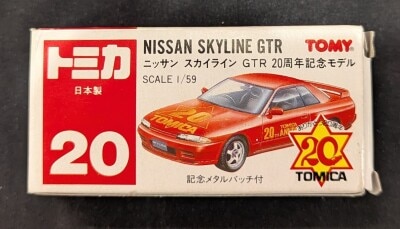 トミカ
日本製
20
NISSAN SKYLINE GTR
TOMY
ニッサン スカイライン GTR 20周年記念モデル
SCALE 1/59
TOMICA
20
TOMICA
20TH
記念メタルバッチ付